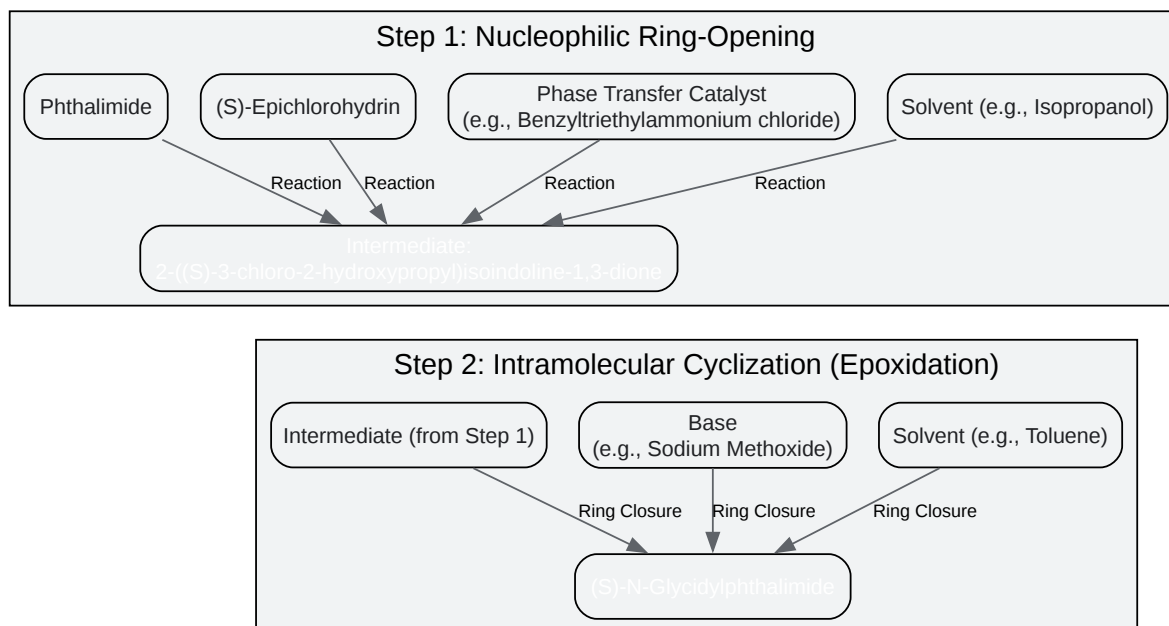 Step 1: Nucleophilic Ring-Opening
Phthalimide
(S)-Epichlorohydrin
Phase Transfer Catalyst
(e.g., Benzyltriethylammonium chloride)
Solvent (e.g., Isopropanol)
Reaction
Reaction
Reaction
Reaction
Intermediate:
2-((S)-3-chloro-2-hydroxypropyl)isoindoline-1,3-dione
Step 2: Intramolecular Cyclization (Epoxidation)
Intermediate (from Step 1)
Base
(e.g., Sodium Methoxide)
Solvent (e.g., Toluene)
Ring Closure
Ring Closure
Ring Closure
(S)-N-Glycidylphthalimide